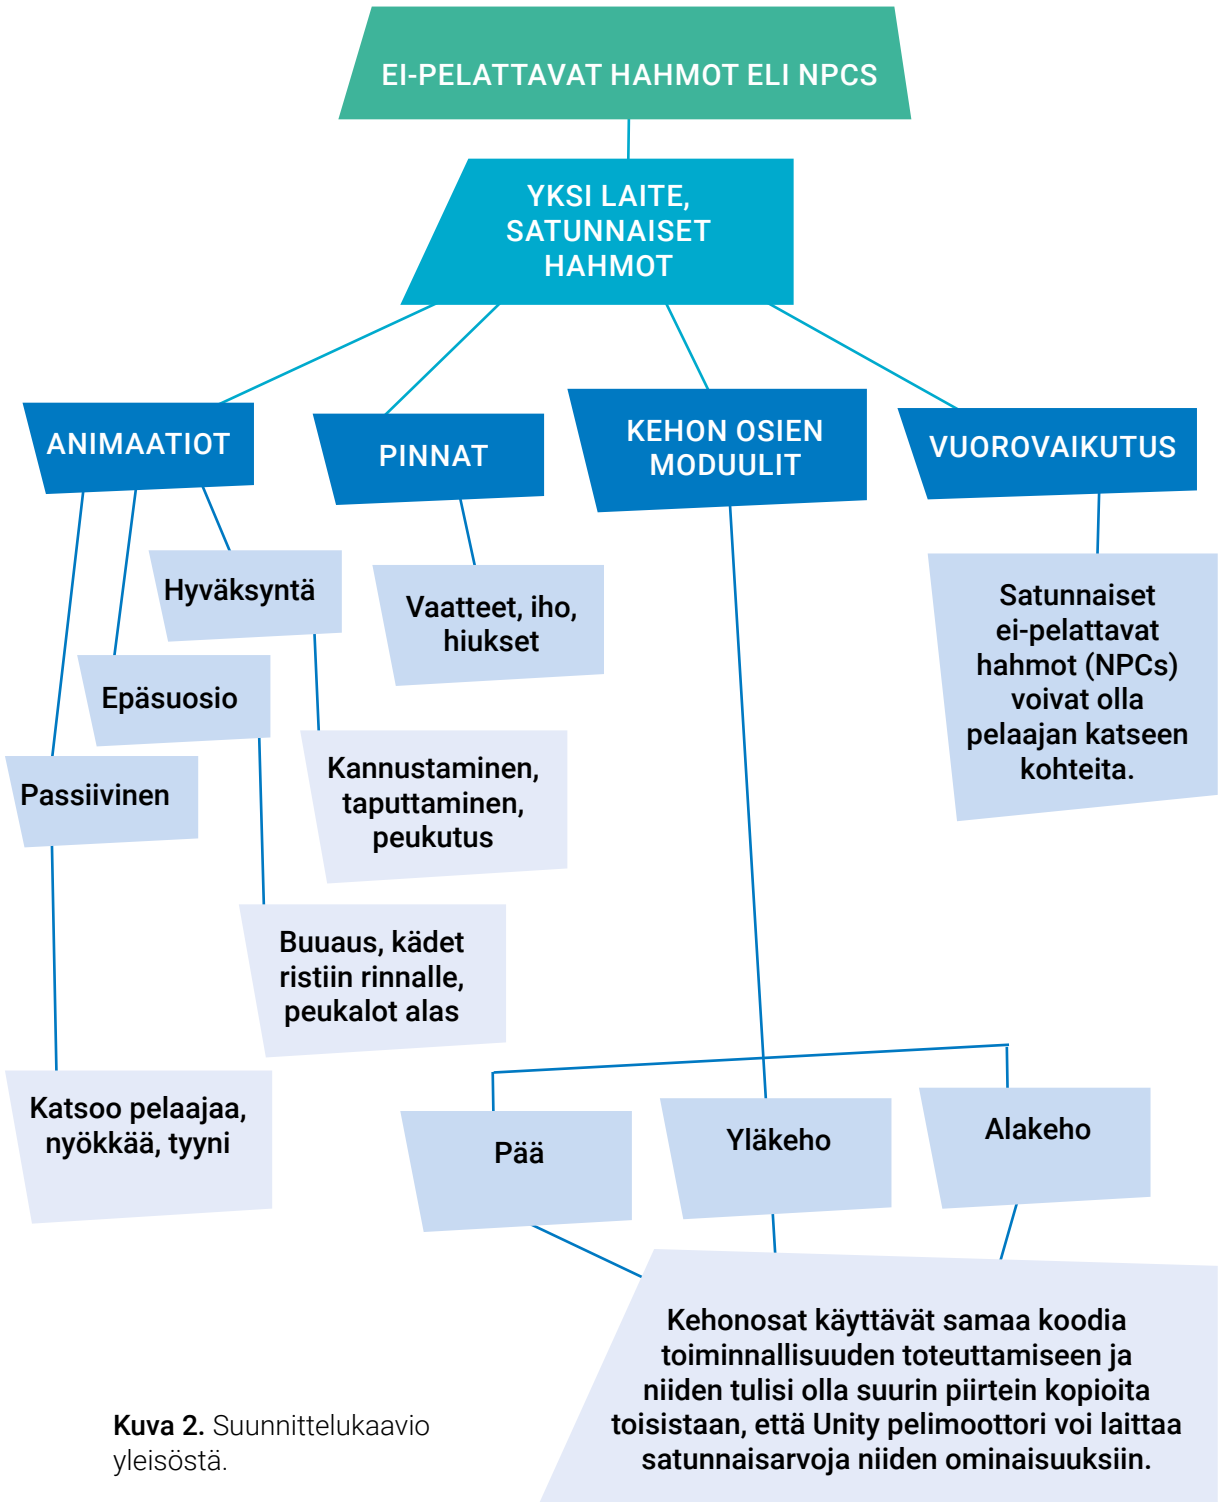 EI-PELATTAVAT HAHMOT ELI NPCS
YKSI LAITE,
SATUNNAISET
HAHMOT
ANIMAATIOT
PINNAT
KEHON OSIEN
MODUULIT
VUOROVAIKUTUS
Hyväksyntä
Epäsuosio
Passiivinen
Vaatteet, iho,
hiukset
Satunnaiset
ei-pelattavat
hahmot (NPCs)
voivat olla
pelaajan katseen
kohteita.
Kannustaminen,
taputtaminen,
peukutus
Buuaus, kädet
ristiin rinnalle,
peukalot alas
Katsoo pelaajaa,
nyökkää, tyyni
Pää
Yläkeho
Alakeho
Kehonosat käyttävät samaa koodia
toiminnallisuuden toteuttamiseen ja
niiden tulisi olla suurin piirtein kopioita
toisistaan, että Unity pelimoottori voi laittaa
satunnaisarvoja niiden ominaisuuksiin.
Kuva 2. Suunnittelukaavio
yleisöstä.